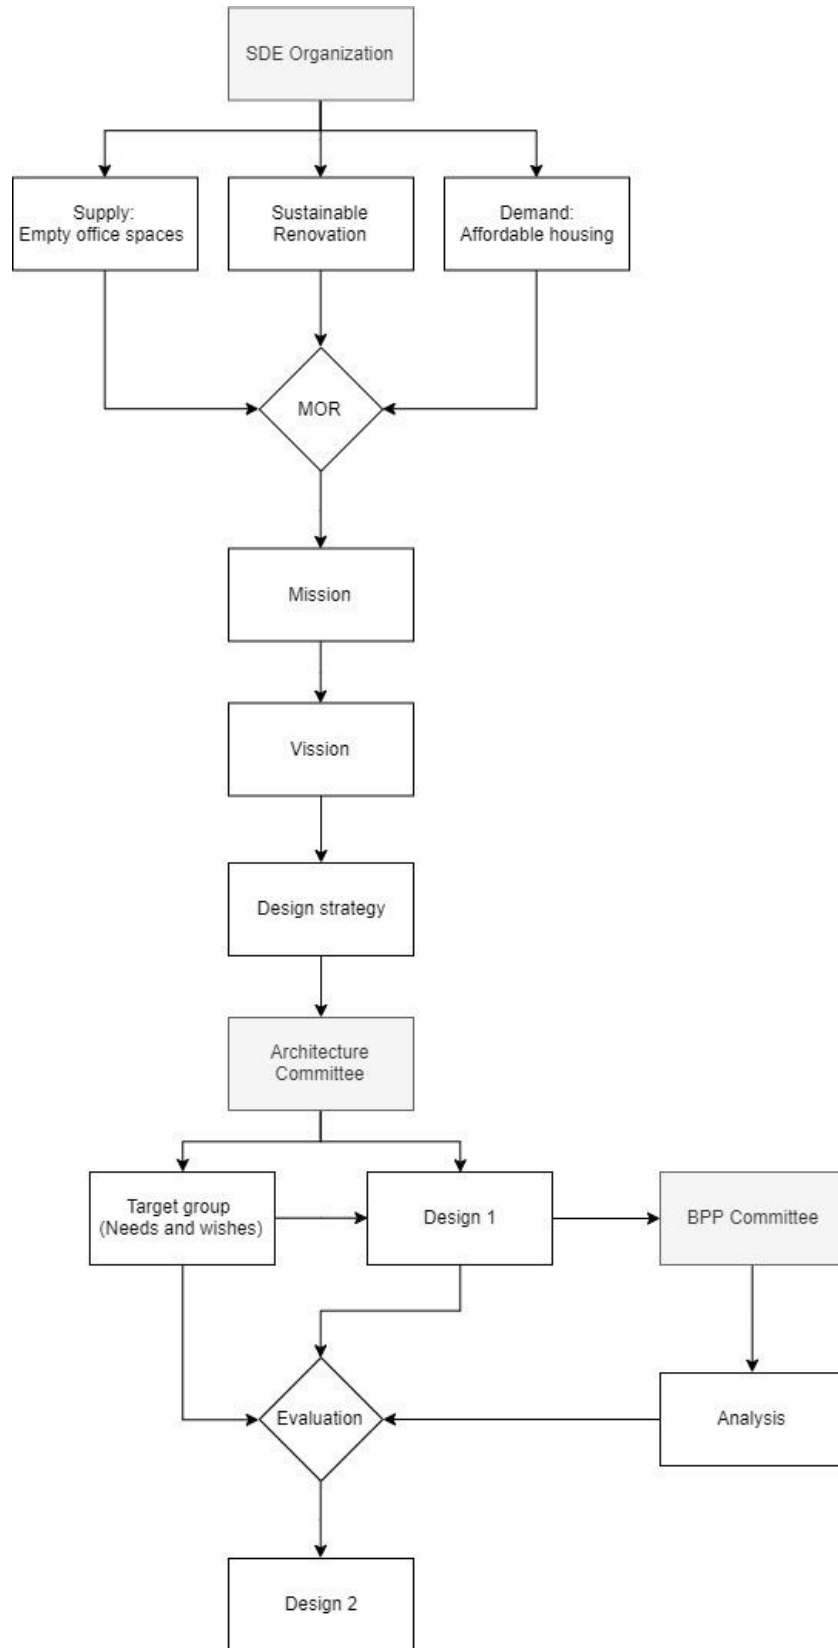 SDE Organization
Supply:
Empty office spaces
Sustainable
Renovation
Demand:
Affordable housing
MOR
Mission
Vission
Design strategy
Architecture
Committee
Target group
(Needs and wishes)
Design 1
BPP Committee
Evaluation
Analysis
Design 2